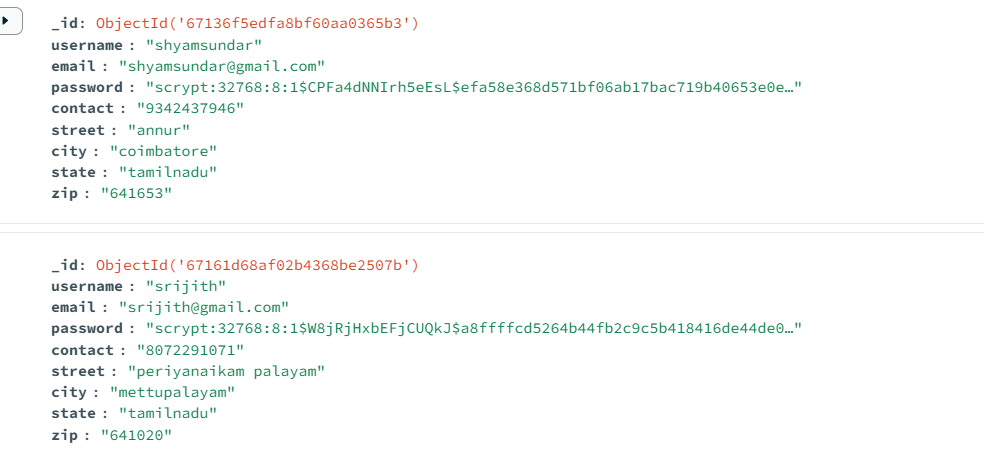 _id: ObjectId('67136f5edfa8bf60aa0365b3')
username : "shyamsundar"
email : "shyamsundar@gmail.com"
password : "scrypt:32768:8:1$CPFa4dNNIrh5eEsL$efa58e368d571bf06ab17bac719b40653e0e…"
contact : "9342437946"
street : "annur"
city : "coimbatore"
state : "tamilnadu"
zip : "641653"
_id: ObjectId('67161d68af02b4368be2507b')
username : "srijith"
email : "srijith@gmail.com"
password : "scrypt:32768:8:1$W8jRjHxbEFjCUQkJ$a8ffffcd5264b44fb2c9c5b418416de44de0…"
contact : "8072291071"
street : "periyanaikam palayam"
city : "mettupalayam"
state : "tamilnadu"
zip : "641020"